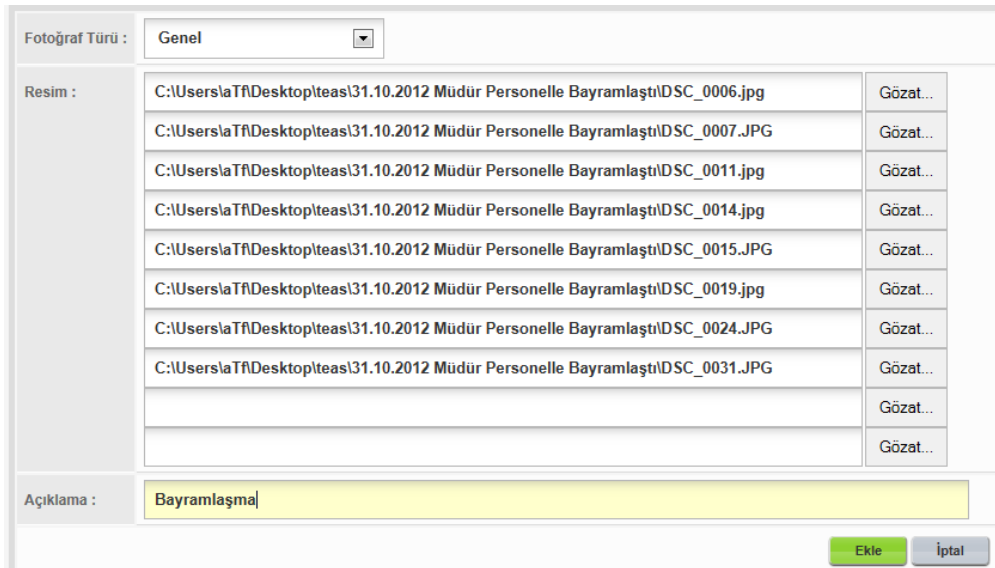 Fotoğraf Türü : Genel
Resim : C:\Users\aTf\Desktop\teas\31.10.2012 Müdür Personelle Bayramlaştı\DSC_0006.jpg Gözat...
C:\Users\aTf\Desktop\teas\31.10.2012 Müdür Personelle Bayramlaştı\DSC_0007.JPG Gözat...
C:\Users\aTf\Desktop\teas\31.10.2012 Müdür Personelle Bayramlaştı\DSC_0011.jpg Gözat...
C:\Users\aTf\Desktop\teas\31.10.2012 Müdür Personelle Bayramlaştı\DSC_0014.jpg Gözat...
C:\Users\aTf\Desktop\teas\31.10.2012 Müdür Personelle Bayramlaştı\DSC_0015.JPG Gözat...
C:\Users\aTf\Desktop\teas\31.10.2012 Müdür Personelle Bayramlaştı\DSC_0019.jpg Gözat...
C:\Users\aTf\Desktop\teas\31.10.2012 Müdür Personelle Bayramlaştı\DSC_0024.JPG Gözat...
C:\Users\aTf\Desktop\teas\31.10.2012 Müdür Personelle Bayramlaştı\DSC_0031.JPG Gözat...
Gözat...
Gözat...
Açıklama : Bayramlaşma
Ekle İptal